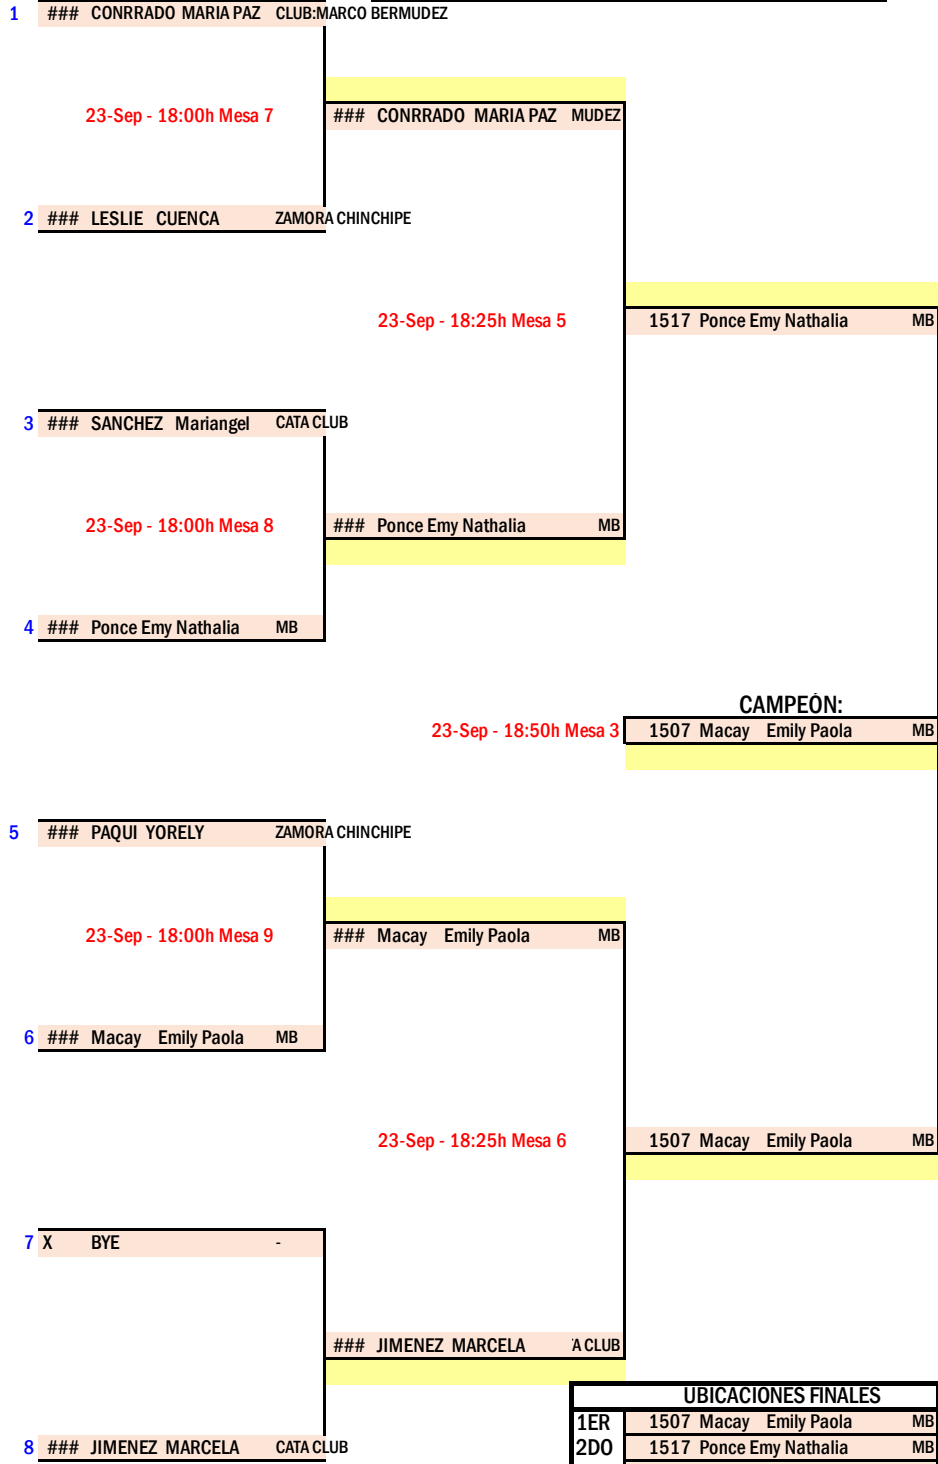 1 ### CONRRADO MARIA PAZ CLUB:MARCO BERMUDEZ
23-Sep - 18:00h Mesa 7 ### CONRRADO MARIA PAZ MUDEZ
2 ### LESLIE CUENCA ZAMORA CHINCHIPE
23-Sep - 18:25h Mesa 5 1517 Ponce Emy Nathalia MB
3 ### SANCHEZ Mariangel CATA CLUB
23-Sep - 18:00h Mesa 8 ### Ponce Emy Nathalia MB
4 ### Ponce Emy Nathalia MB
CAMPEÓN:
23-Sep - 18:50h Mesa 3 1507 Macay Emily Paola MB
5 ### PAQUI YORELY ZAMORA CHINCHIPE
23-Sep - 18:00h Mesa 9 ### Macay Emily Paola MB
6 ### Macay Emily Paola MB
23-Sep - 18:25h Mesa 6 1507 Macay Emily Paola MB
7 X BYE -
### JIMENEZ MARCELA A CLUB
UBICACIONES FINALES
1ER 1507 Macay Emily Paola MB
8 ### JIMENEZ MARCELA CATA CLUB 2DO 1517 Ponce Emy Nathalia MB